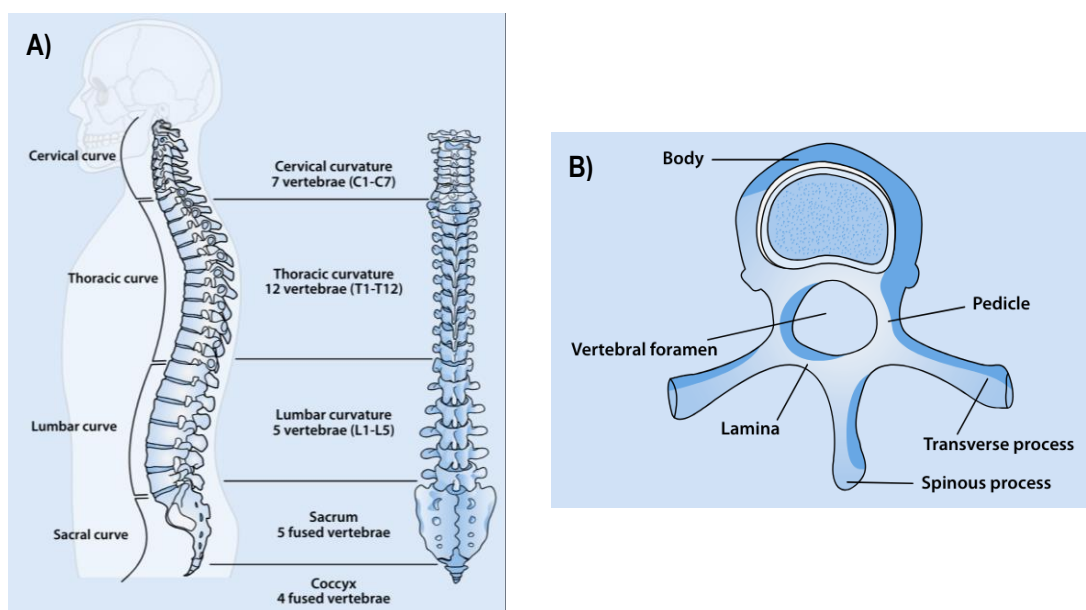 A)
Cervical curve
Thoracic curve
Lumbar curve
Sacral curve
Cervical curvature
7 vertebrae (C1-C7)
Thoracic curvature
12 vertebrae (T1-T12)
Lumbar curvature
5 vertebrae (L1-L5)
Sacrum
5 fused vertebrae
Coccyx
4 fused vertebrae
B)
Body
Pedicle
Vertebral foramen
Lamina
Transverse process
Spinous process